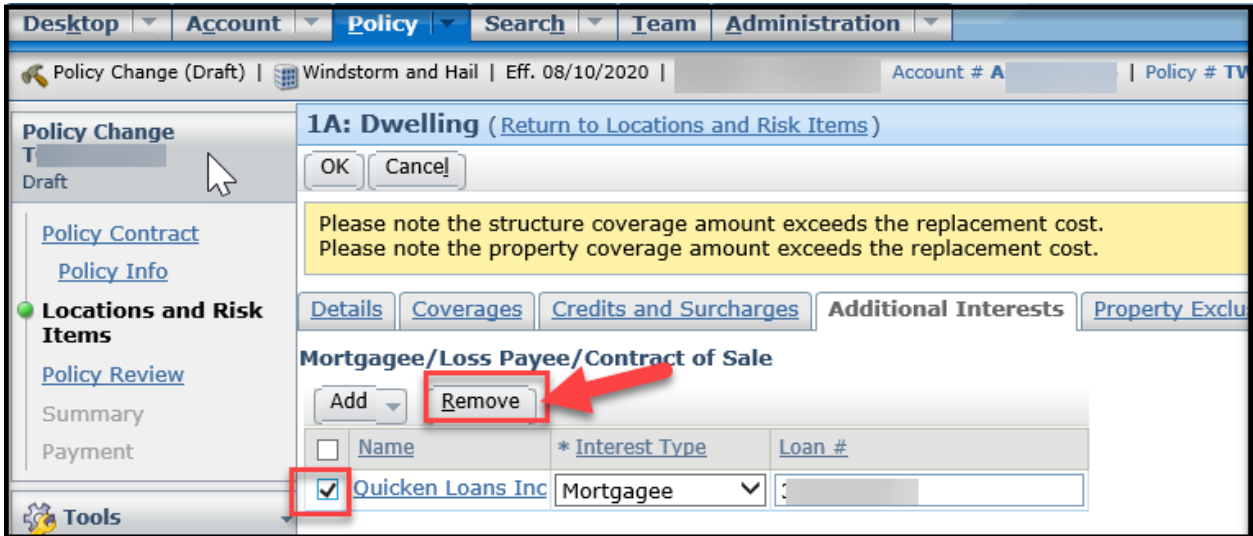 Desktop Account Policy Search Team Administration
Policy Change (Draft) | Windstorm and Hail | Eff. 08/10/2020 | Account # A | Policy # TW
Policy Change
T
Draft
Policy Contract
Policy Info
Locations and Risk
Items
Policy Review
Summary
Payment
Tools
1A: Dwelling (Return to Locations and Risk Items)
OK Cancel
Please note the structure coverage amount exceeds the replacement cost.
Please note the property coverage amount exceeds the replacement cost.
Details Coverages Credits and Surcharges Additional Interests Property Exclu
Mortgagee/Loss Payee/Contract of Sale
Add Remove
Name * Interest Type Loan #
Quicken Loans Inc Mortgagee